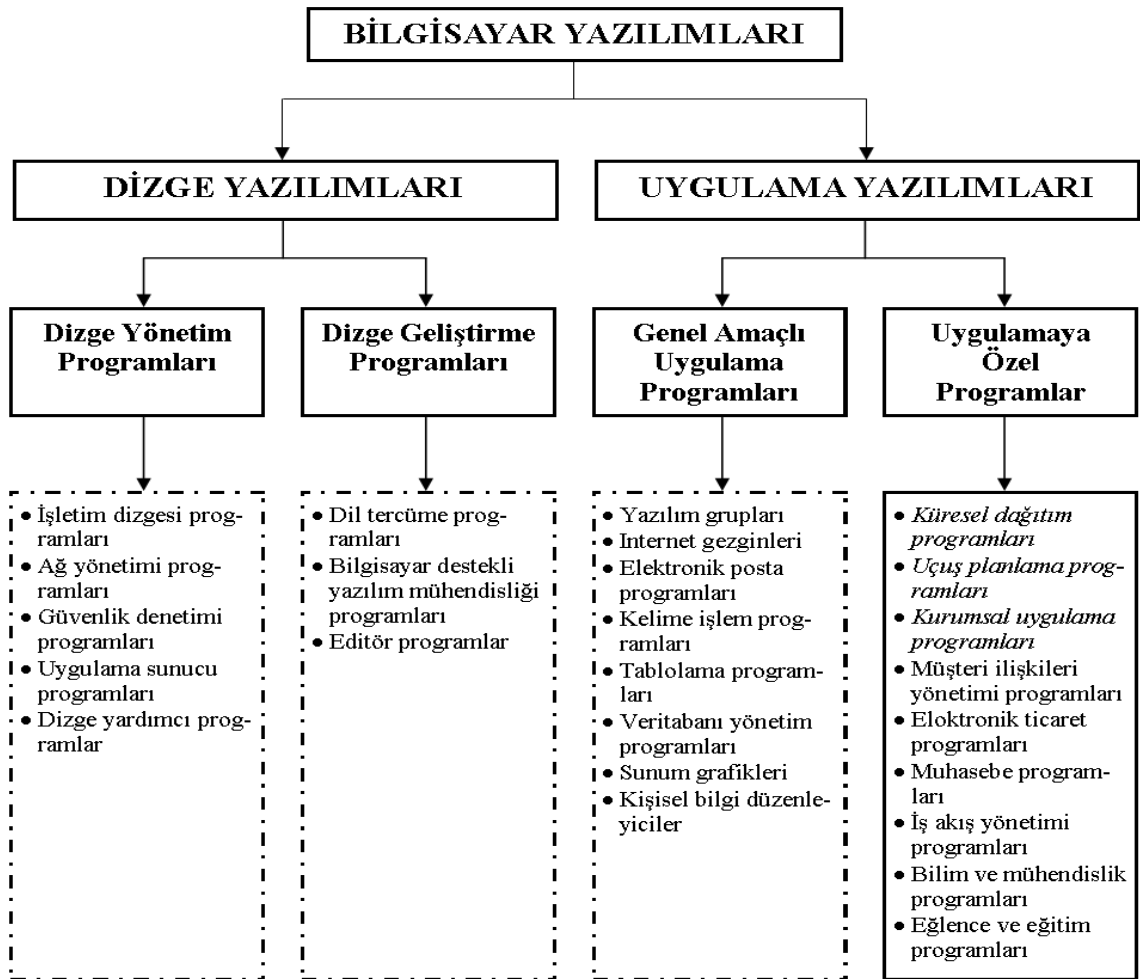 BİLGİSAYAR YAZILIMLARI
DİZGE YAZILIMLARI
UYGULAMA YAZILIMLARI
Dizge Yönetim
Programları
Dizge Geliştirme
Programları
Genel Amaçlı
Uygulama
Programları
Uygulamaya
Özel
Programlar
• İşletim dizgesi prog-
ramları
• Ağ yönetimi prog-
ramları
• Güvenlik denetimi
programları
• Uygulama sunucu
programları
• Dizge yardımcı prog-
ramlar
• Dil tercüme prog-
ramları
• Bilgisayar destekli
yazılım mühendisliği
programları
• Editör programlar
• Yazılım grupları
• Internet gezginleri
• Elektronik posta
programları
• Kelime işlem prog-
ramları
• Tablolama program-
ları
• Veritabanı yönetim
programları
• Sunum grafikleri
• Kişisel bilgi düzenle-
yiciler
• Küresel dağıtım
programları
• Uçuş planlama prog-
ramları
• Kurumsal uygulama
programları
• Müşteri ilişkileri
yönetimi programları
• Eloktronik ticaret
programları
• Muhasebe program-
ları
• İş akış yönetimi
programları
• Bilim ve mühendislik
programları
• Eğlence ve eğitim
programları